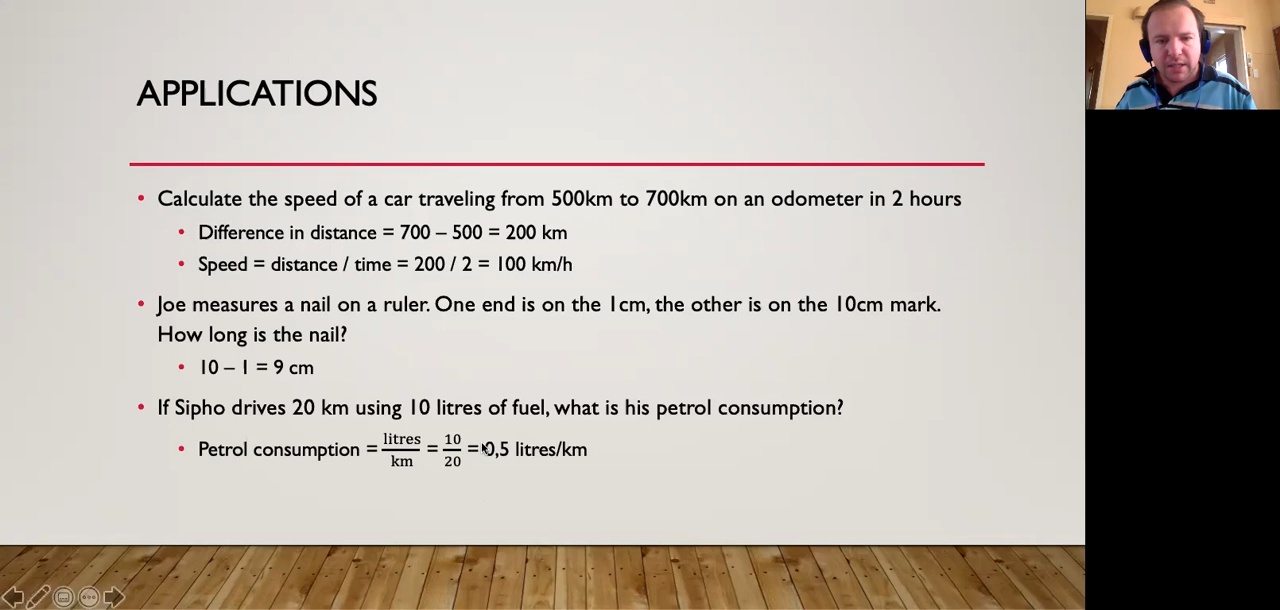 APPLICATIONS
• Calculate the speed of a car traveling from 500km to 700km on an odometer in 2 hours
• Difference in distance = 700 – 500 = 200 km
• Speed = distance / time = 200 / 2 = 100 km/h
• Joe measures a nail on a ruler. One end is on the 1cm, the other is on the 10cm mark.
How long is the nail?
• 10 – 1 = 9 cm
• If Sipho drives 20 km using 10 litres of fuel, what is his petrol consumption?
• Petrol consumption = litres/km = 10/20 = 0,5 litres/km